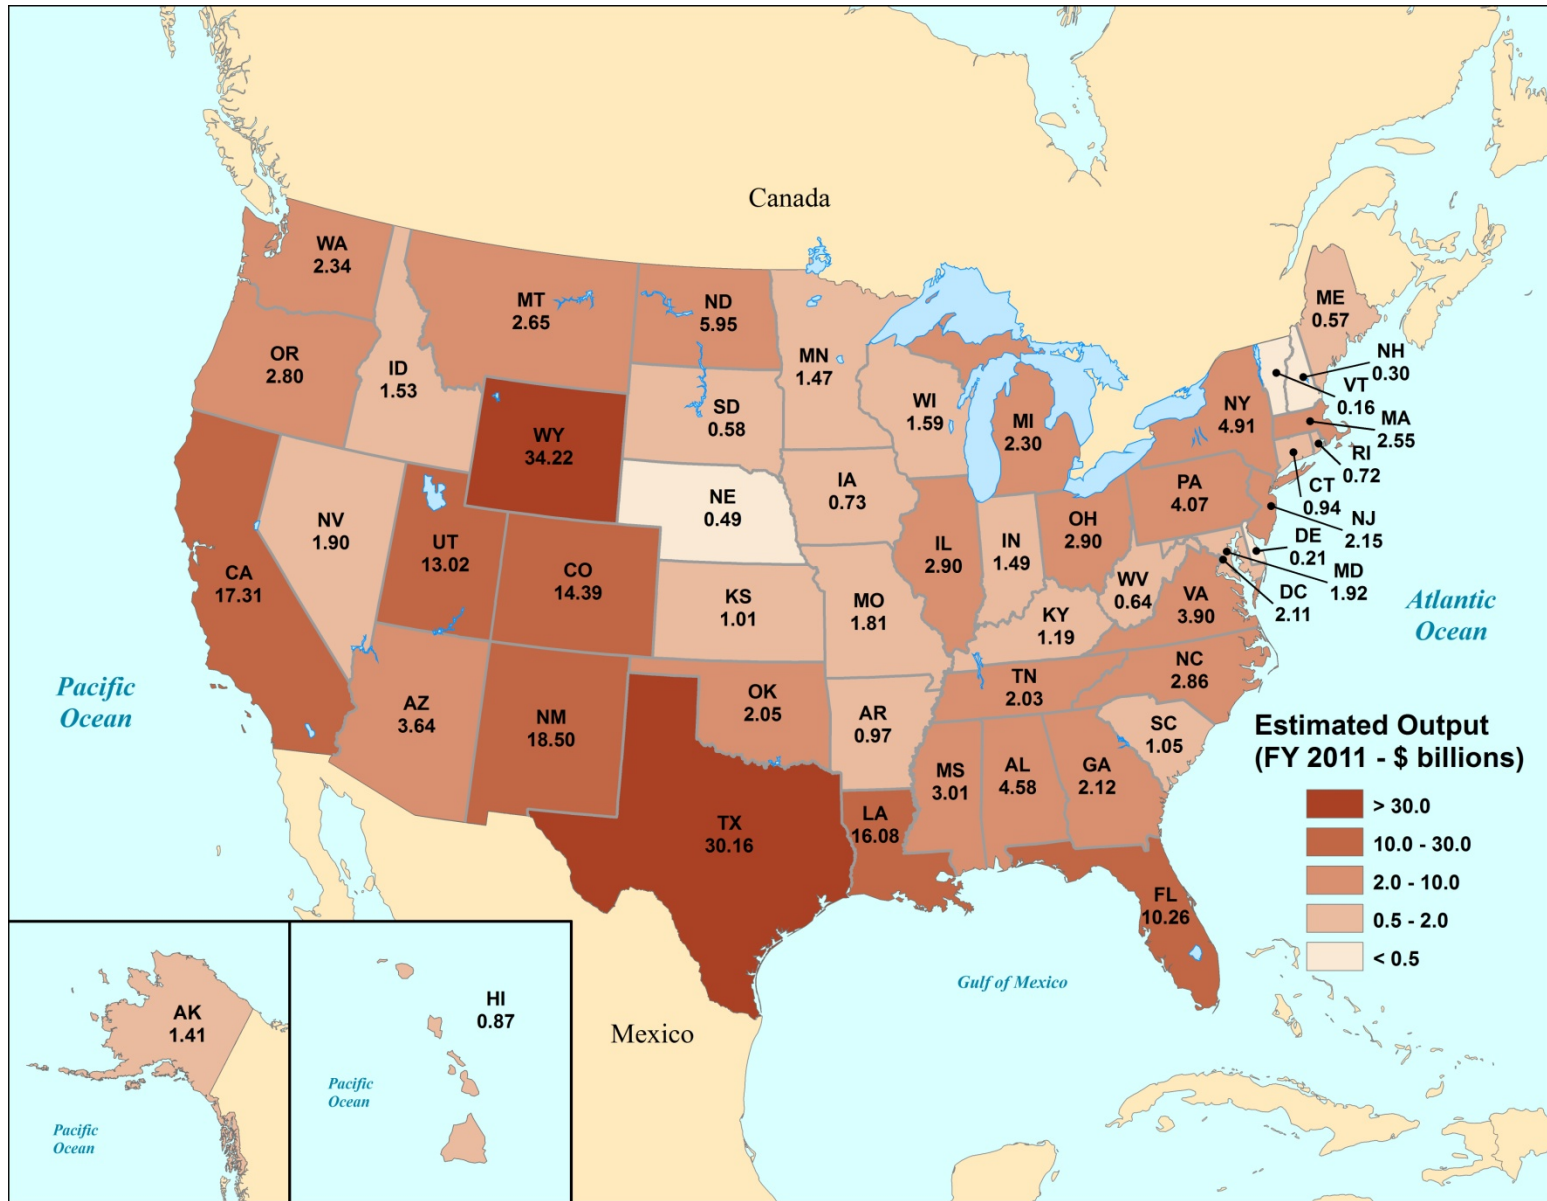 Canada
WA
2.34
MT
2.65
ND
5.95
MN
1.47
ME
0.57
OR
2.80
ID
1.53
WI
1.59
MI
2.30
NY
4.91
NH
0.30
VT
0.16
MA
2.55
RI
0.72
CT
0.94
NJ
2.15
DE
0.21
MD
1.92
DC
2.11
SD
0.58
WY
34.22
NE
0.49
IA
0.73
PA
4.07
NV
1.90
UT
13.02
CO
14.39
IL
2.90
IN
1.49
OH
2.90
CA
17.31
KS
1.01
MO
1.81
WV
0.64
VA
3.90
KY
1.19
Atlantic
Ocean
Pacific
Ocean
AZ
3.64
NM
18.50
OK
2.05
AR
0.97
TN
2.03
NC
2.86
SC
1.05
MS
3.01
AL
4.58
GA
2.12
TX
30.16
LA
16.08
FL
10.26
Estimated Output
(FY 2011 - $ billions)
> 30.0
10.0 - 30.0
2.0 - 10.0
0.5 - 2.0
< 0.5
Gulf of Mexico
Mexico
AK
1.41
Pacific
Ocean
HI
0.87
Pacific
Ocean